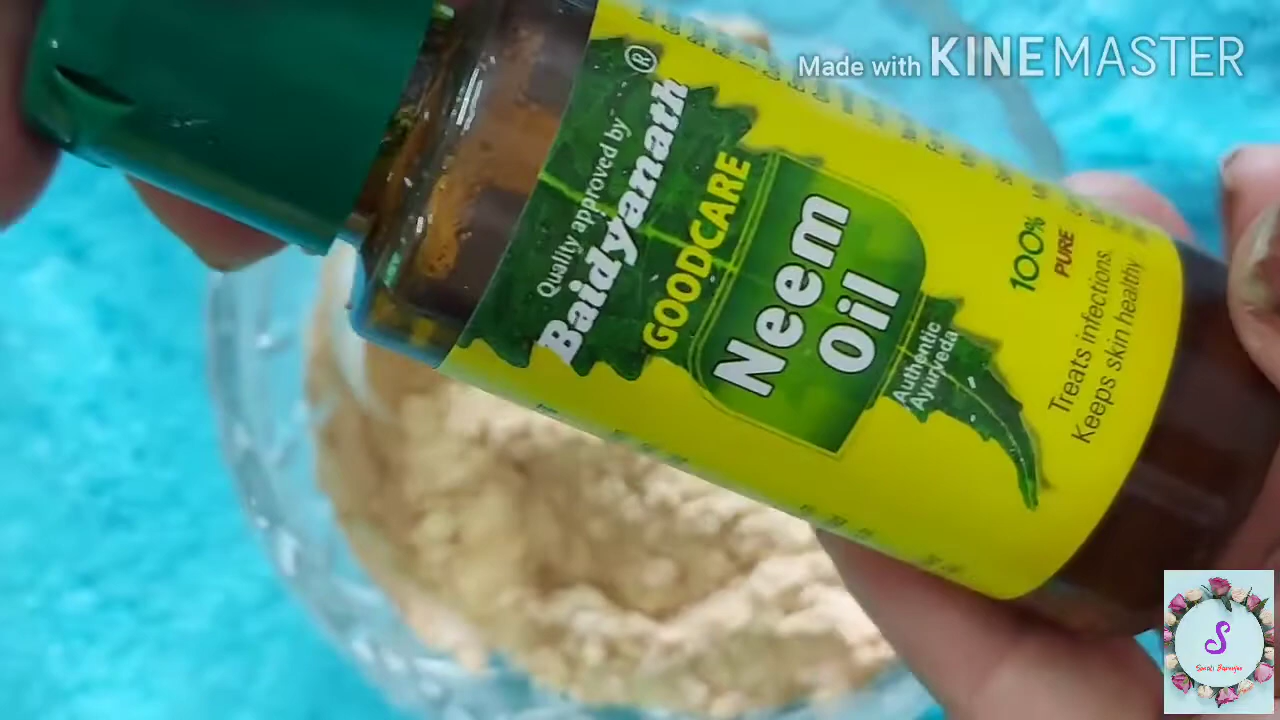 Made with KINEMASTER
Quality approved by
Baidyanath®
GOODCARE
Neem
Oil
Authentic
Ayurveda
100%
PURE
Treats infections.
Keeps skin healthy
S